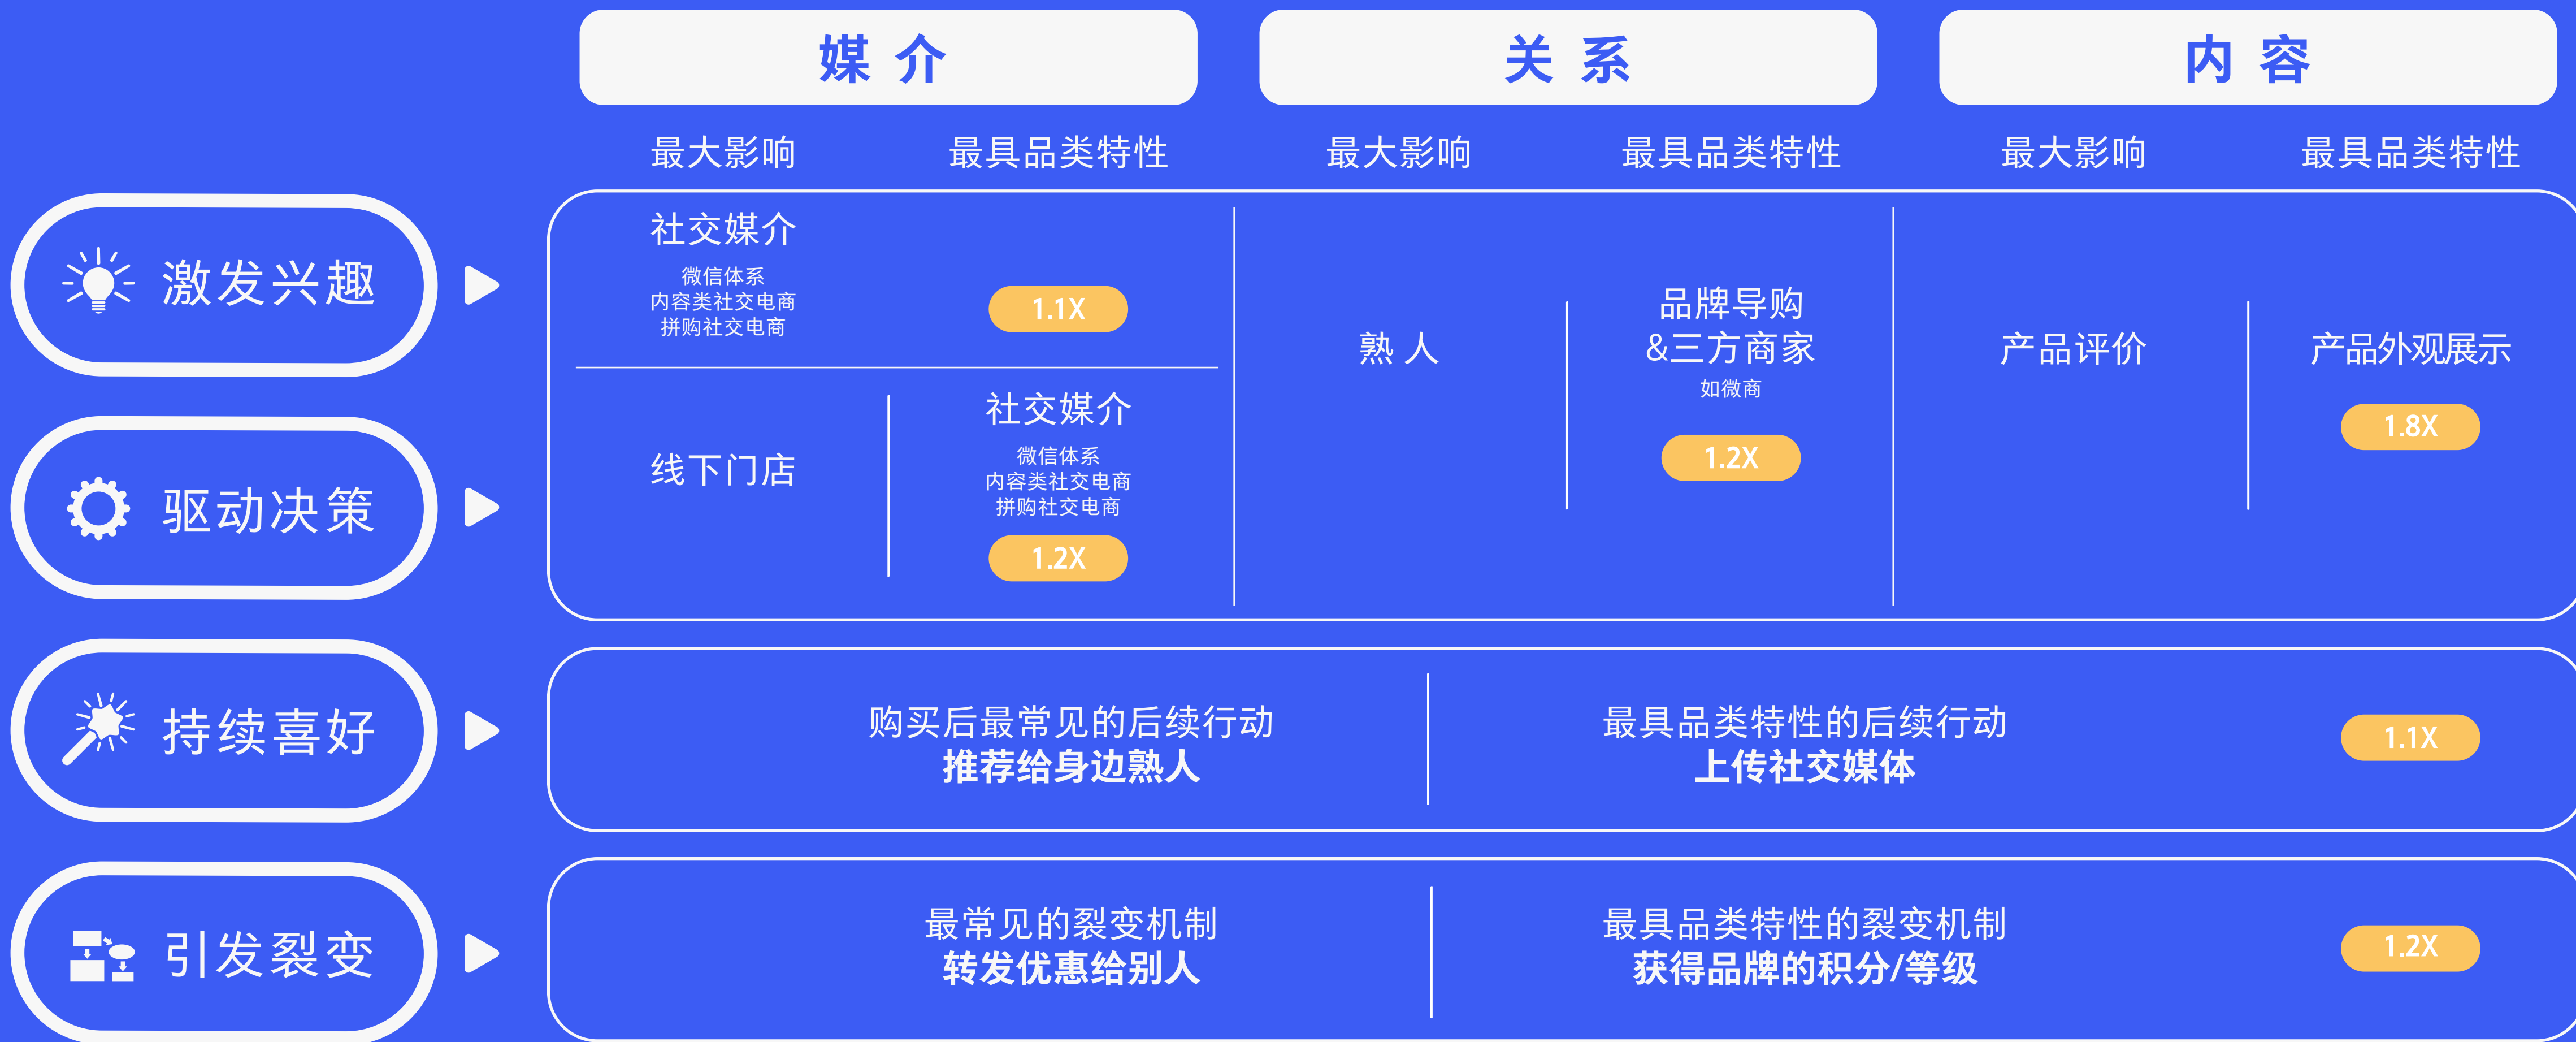 媒 介
关 系
内 容
最大影响
最具品类特性
最大影响
最具品类特性
最大影响
最具品类特性
激发兴趣
社交媒介
微信体系
内容类社交电商
拼购社交电商
1.1X
驱动决策
线下门店
社交媒介
微信体系
内容类社交电商
拼购社交电商
1.2X
熟 人
品牌导购
&三方商家
如微商
1.2X
产品评价
产品外观展示
1.8X
持续喜好
购买后最常见的后续行动
推荐给身边熟人
最具品类特性的后续行动
上传社交媒体
1.1X
引发裂变
最常见的裂变机制
转发优惠给别人
最具品类特性的裂变机制
获得品牌的积分/等级
1.2X